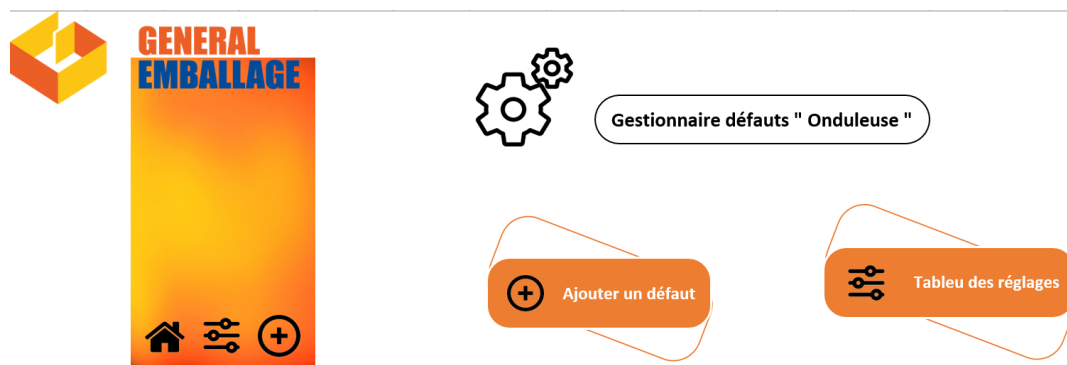 GENERAL
EMBALLAGE
Gestionnaire défauts " Onduleuse "
Ajouter un défaut
Tableu des réglages